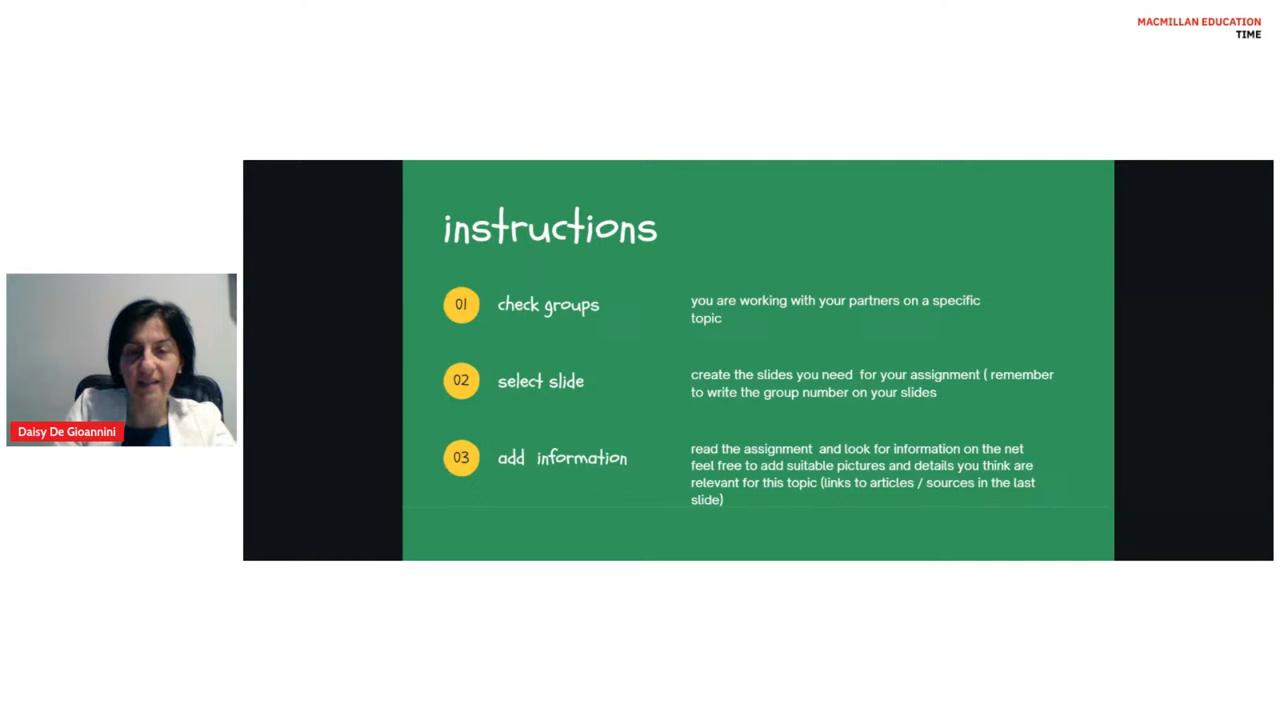 MACMILLAN EDUCATION
TIME
instructions
01 check groups
you are working with your partners on a specific
topic
02 select slide
create the slides you need for your assignment ( remember
to write the group number on your slides
03 add information
read the assignment and look for information on the net
feel free to add suitable pictures and details you think are
relevant for this topic (links to articles / sources in the last
slide)
Daisy De Gioannini